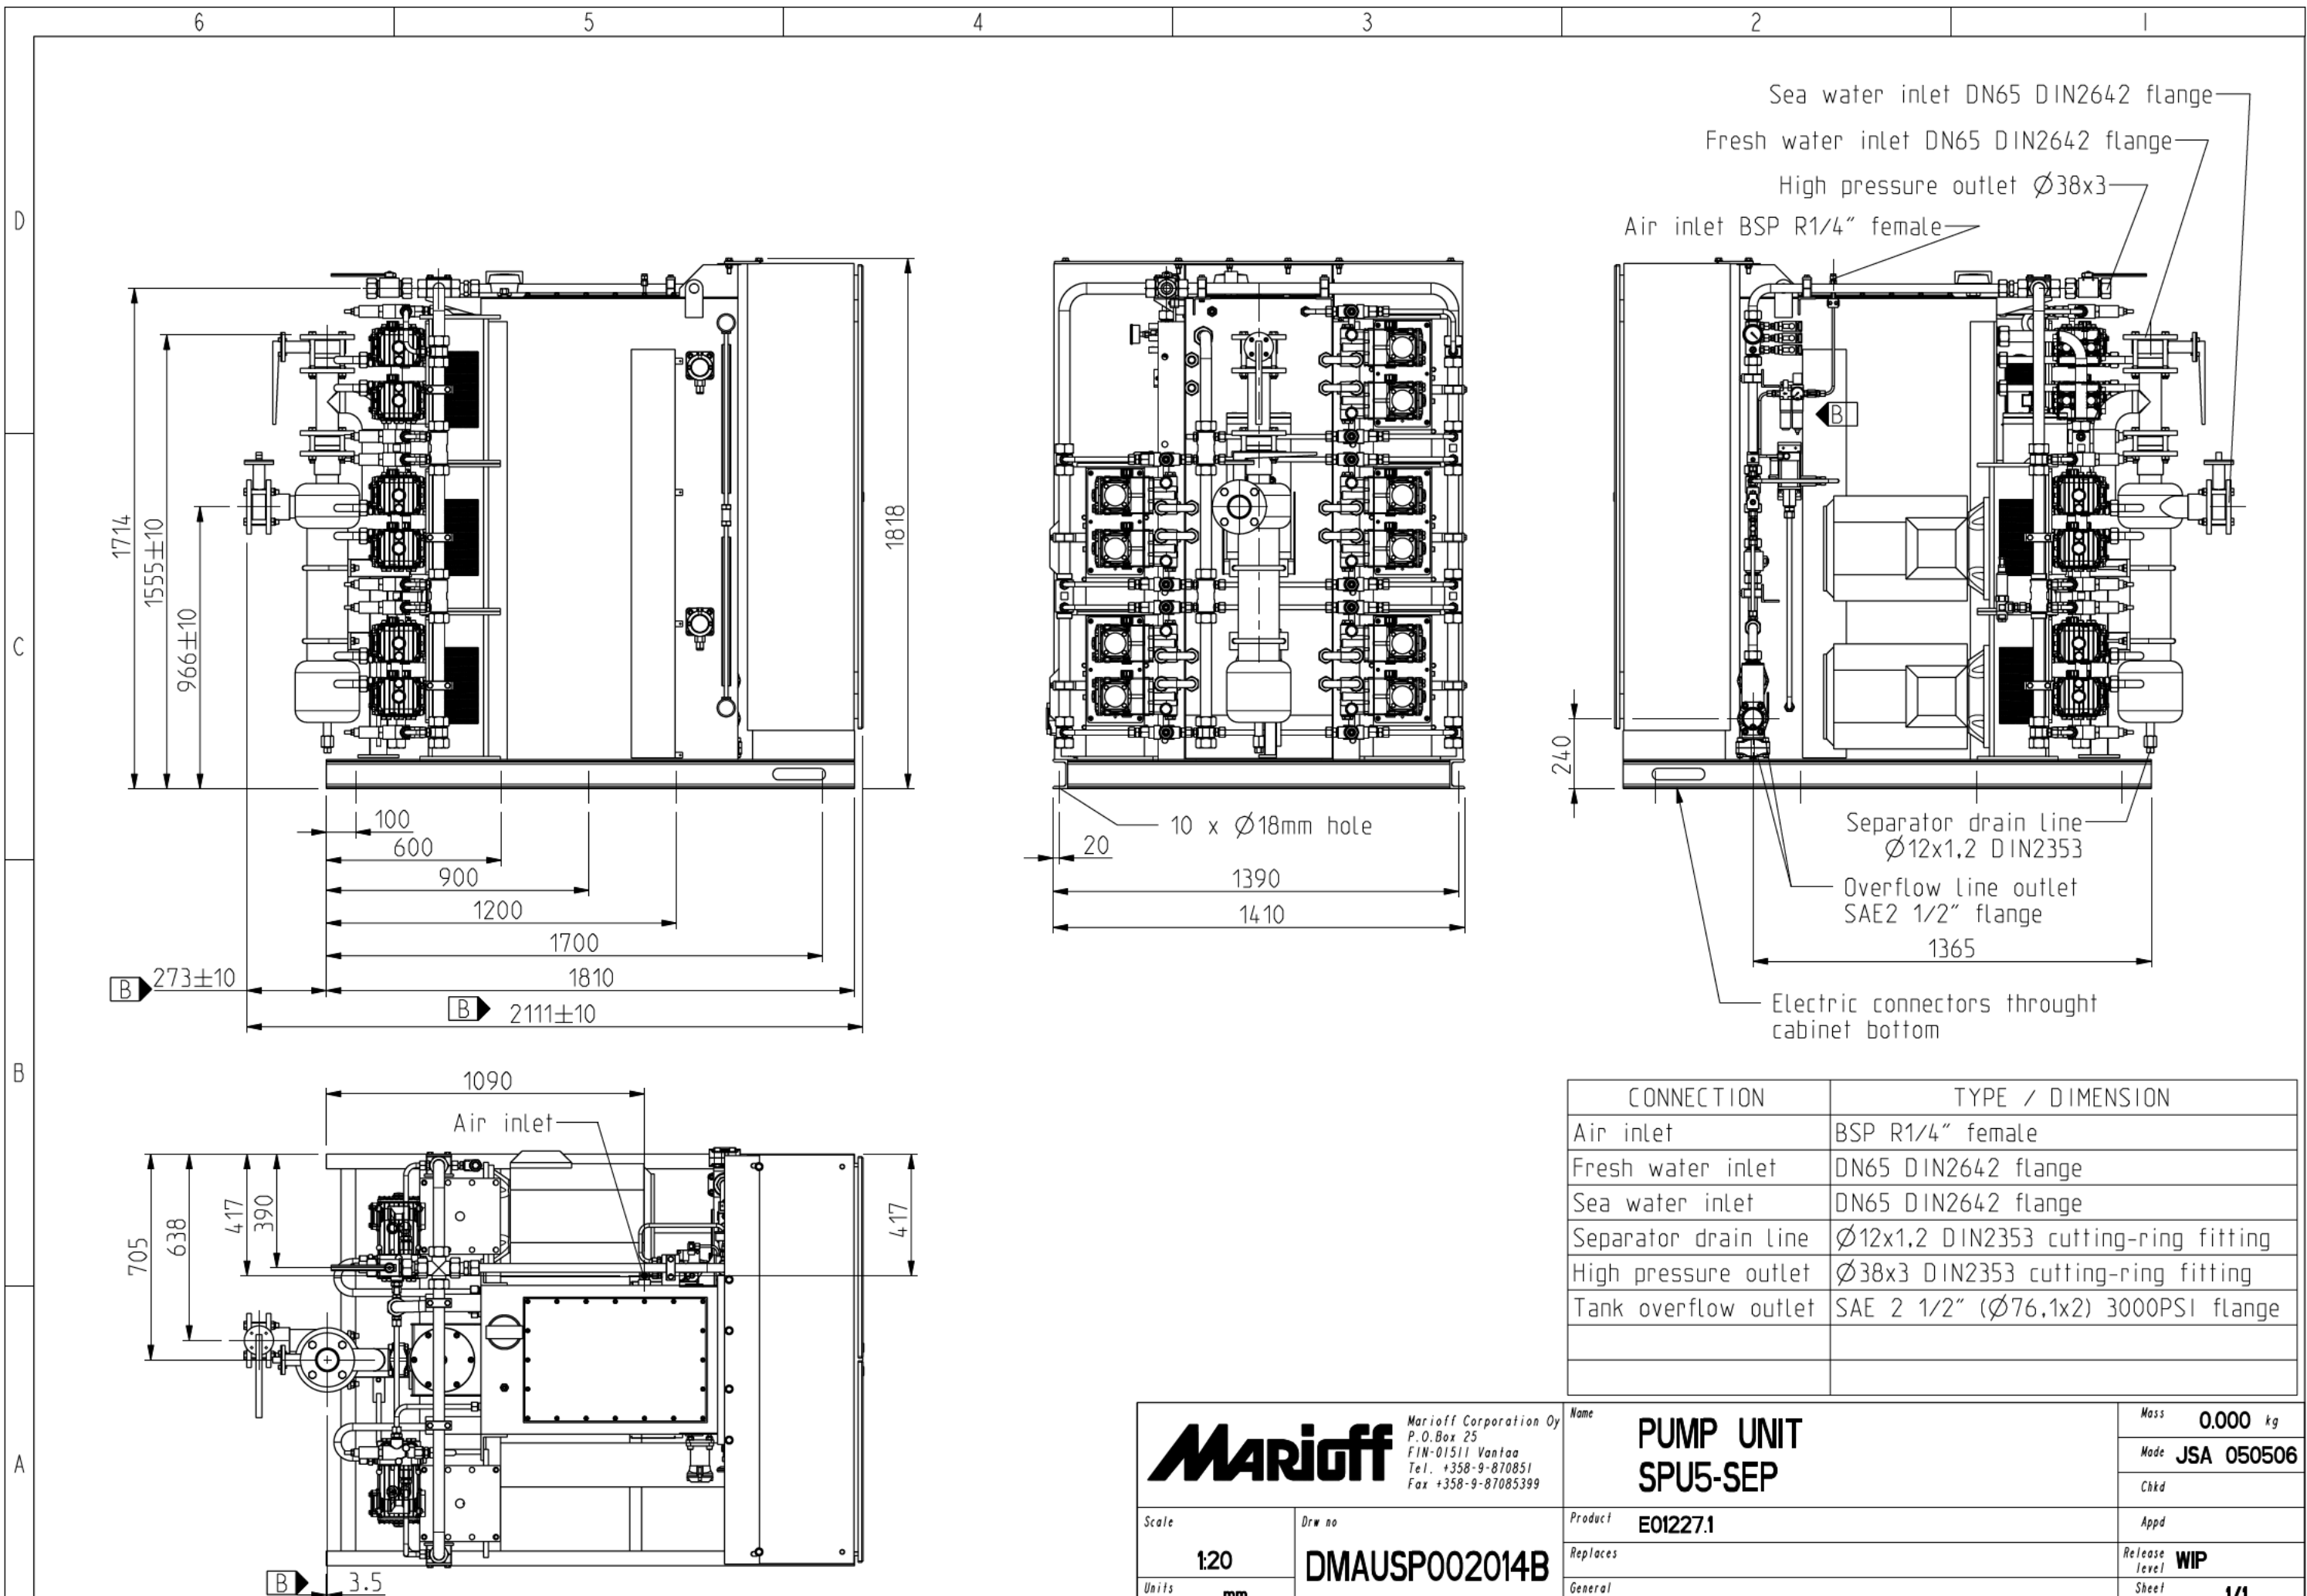 6 5 4 3 2 1
D
C
B
A
Sea water inlet DN65 DIN2642 flange
Fresh water inlet DN65 DIN2642 flange
High pressure outlet Ø38x3
Air inlet BSP R1/4" female
1714
1555±10
966±10
1818
100
600
900
1200
1700
B 273±10
1810
B 2111±10
10 x Ø18mm hole
20
1390
1410
B
240
Separator drain line
Ø12x1,2 DIN2353
Overflow line outlet
SAE2 1/2" flange
1365
Electric connectors throught
cabinet bottom
1090
Air inlet
705
638
417
390
417
B 3.5
CONNECTION TYPE / DIMENSION
Air inlet BSP R1/4" female
Fresh water inlet DN65 DIN2642 flange
Sea water inlet DN65 DIN2642 flange
Separator drain line Ø12x1,2 DIN2353 cutting-ring fitting
High pressure outlet Ø38x3 DIN2353 cutting-ring fitting
Tank overflow outlet SAE 2 1/2" (Ø76,1x2) 3000PSI flange
Marioff
Marioff Corporation Oy
P.O.Box 25
FIN-01511 Vantaa
Tel. +358-9-870851
Fax +358-9-87085399
Name
PUMP UNIT
SPU5-SEP
Mass 0.000 kg
Made JSA 050506
Chkd
Scale
1:20
Drw no
DMAUSP002014B
Product E01227.1
Appd
Replaces
Release level WIP
Units mm
General
Sheet 1/1